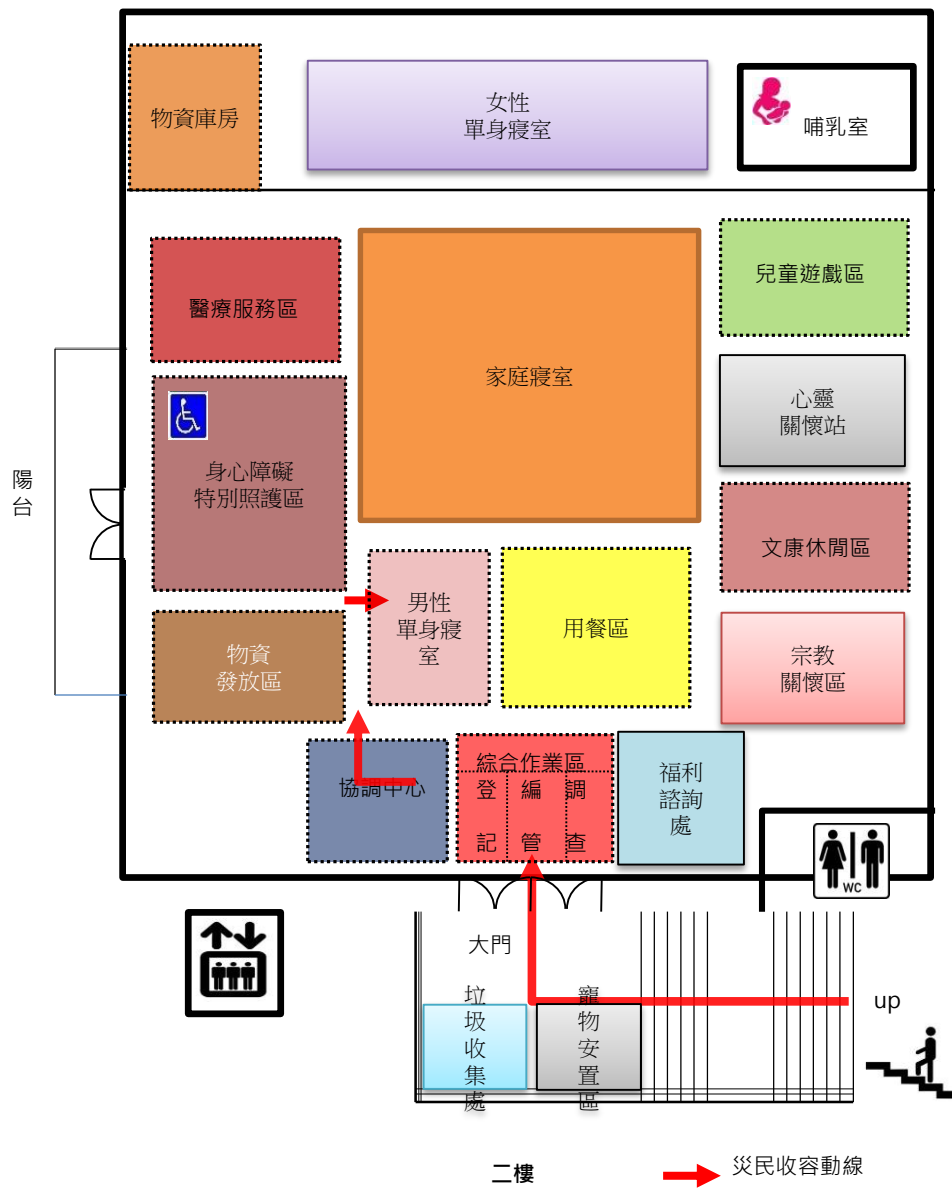 物資庫房
女性
單身寢室
哺乳室
醫療服務區
家庭寢室
兒童遊戲區
心靈
關懷站
陽
台
身心障礙
特別照護區
文康休閒區
男性
單身寢
室
用餐區
物資
發放區
宗教
關懷區
協調中心
綜合作業區
登
記
編
管
調
查
福利
諮詢
處
WC
大門
垃
圾
收
集
處
寵
物
安
置
區
up
二樓
災民收容動線